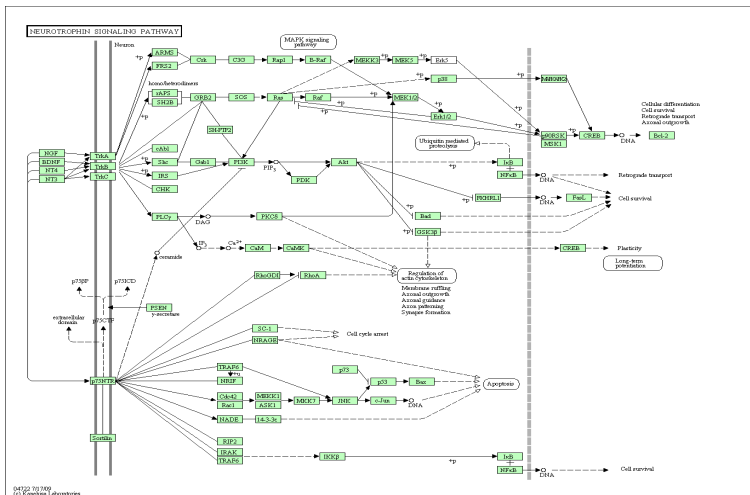 NEUROTROPHIN SIGNALING PATHWAY
Neuron
MAPK signaling
pathway
ARMS
FRS2
Crk
C3G
Rap1
B-Raf
MEKK3
MEK5
Erk5
+p
+p
+p
homo/heterodimers
rAPS
SH2B
GRB2
SOS
Ras
Raf
MEK1/2
p38
+p
+p
+p
Erk1/2
+p
SH-PTP2
Cellular differentiation
Cell survival
Retrograde transport
Axonal outgrowth
p90RSK
MSK1
CREB
DNA
Bcl-2
Ubiquitin mediated
proteolysis
NGF
BDNF
NT4
NT3
TrkA
TrkB
TrkC
cAbl
Shc
IRS
CHK
Gab1
PI3K
PIP3
PDK
Akt
+p
IκB
NFκB
DNA
Retrograde transport
+p
FKHRL1
DNA
FasL
Cell survival
+p
Bad
GSK3β
PLCγ
DAG
PKCδ
IP3
Ca2+
CaM
CaMK
CREB
Plasticity
Long-term
potentiation
ceramide
RhoGDI
RhoA
Regulation of
actin cytoskeleton
Membrane ruffling
Axonal outgrowth
Axonal guidance
Axon patterning
Synapse formation
p75ICD
PSEN
γ-secretase
extracellular
domain
p75CTF
SC-1
NRAGE
Cell cycle arrest
p75NTR
TRAF6
+u
NRIF
p73
p53
Bax
Apoptosis
Cdc42
Rac1
MEKK1
ASK1
MKK7
JNK
c-Jun
DNA
NADE
14-3-3ε
Sortilin
RIP2
IRAK
TRAF6
IKKβ
+p
IκB
NFκB
DNA
Cell survival
04722 7/17/09
(c) Kanehisa Laboratories